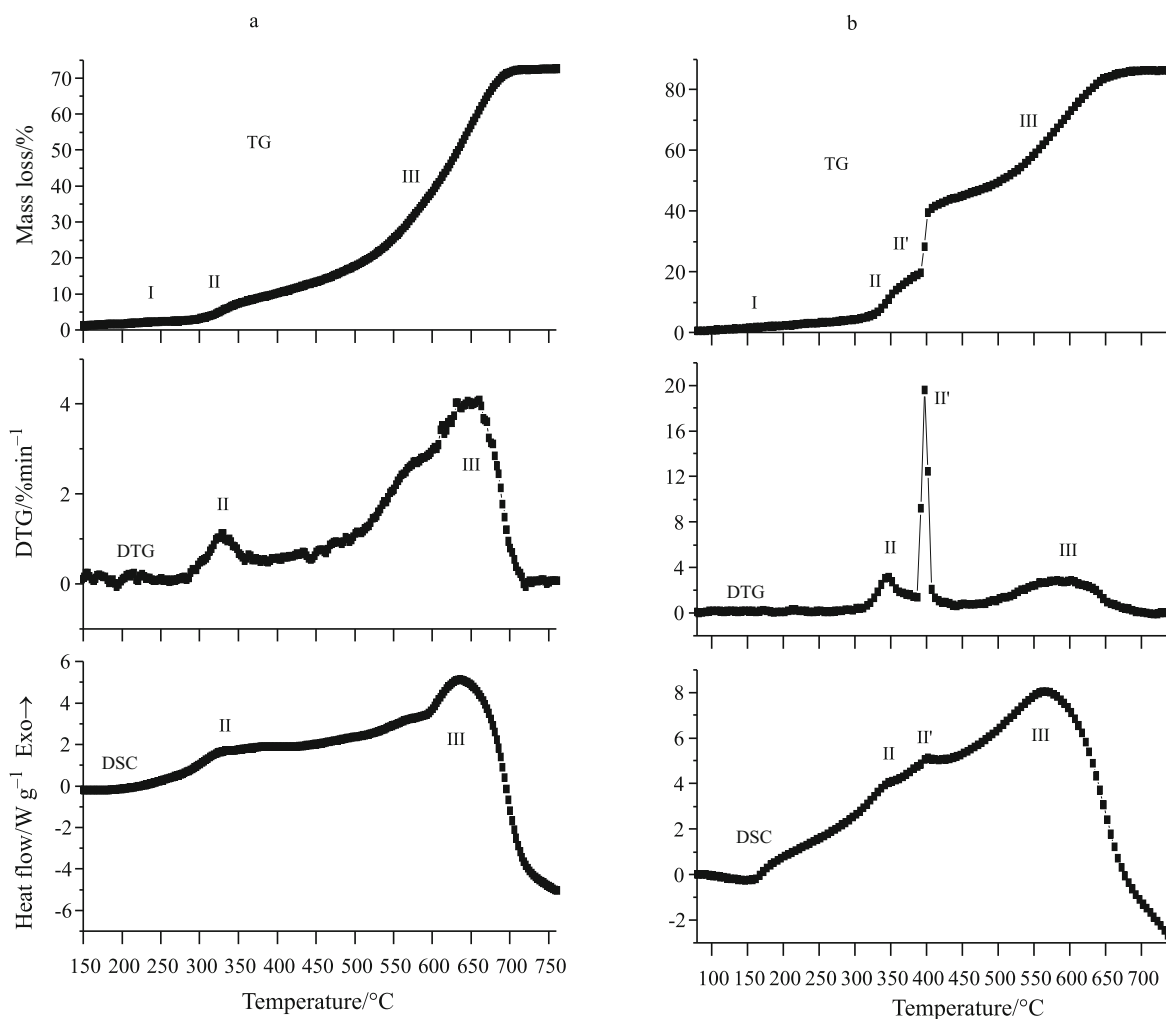 a
70
60
50
40
30
20
10
0
Mass loss/%
TG
I
II
III
4
2
0
DTG/%min⁻¹
DTG
II
III
6
4
2
0
-2
-4
-6
Heat flow/W g⁻¹ Exo→
DSC
II
III
150 200 250 300 350 400 450 500 550 600 650 700 750
Temperature/°C
b
80
60
40
20
0
TG
I
II
II'
III
20
16
12
8
4
0
DTG
II
II'
III
8
6
4
2
0
-2
DSC
II
II'
III
100 150 200 250 300 350 400 450 500 550 600 650 700
Temperature/°C